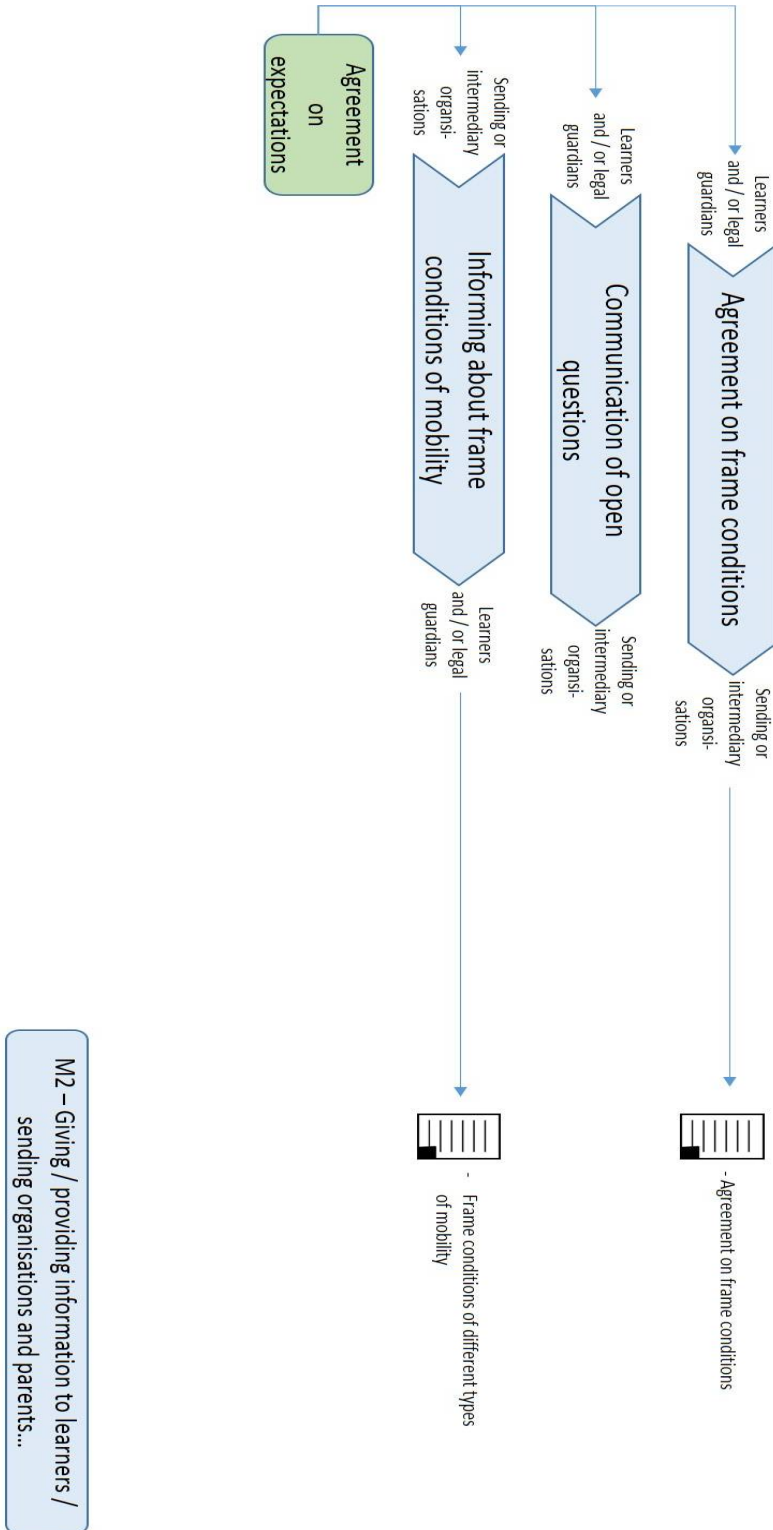 Learners
and / or legal
guardians
Agreement on frame conditions
Sending or
intermediary
organi-
sations
- Agreement on frame conditions
Learners
and / or legal
guardians
Communication of open
questions
Sending or
intermediary
organi-
sations
Sending or
intermediary
organi-
sations
Informing about frame
conditions of mobility
Learners
and / or legal
guardians
- Frame conditions of different types
of mobility
Agreement
on
expectations
M2 – Giving / providing information to learners /
sending organisations and parents...